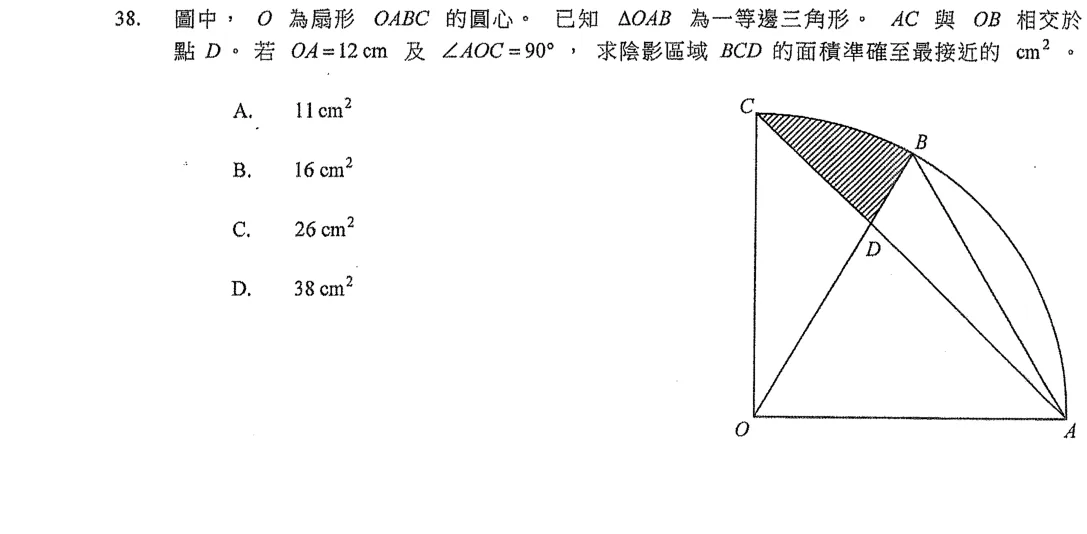 38. 圖中，O 為扇形 OABC 的圓心。已知 ΔOAB 為一等邊三角形。AC 與 OB 相交於
點 D。若 OA=12 cm 及 ∠AOC=90°，求陰影區域 BCD 的面積準確至最接近的 cm²。
A. 11 cm²
B. 16 cm²
C. 26 cm²
D. 38 cm²
C
B
D
O
A